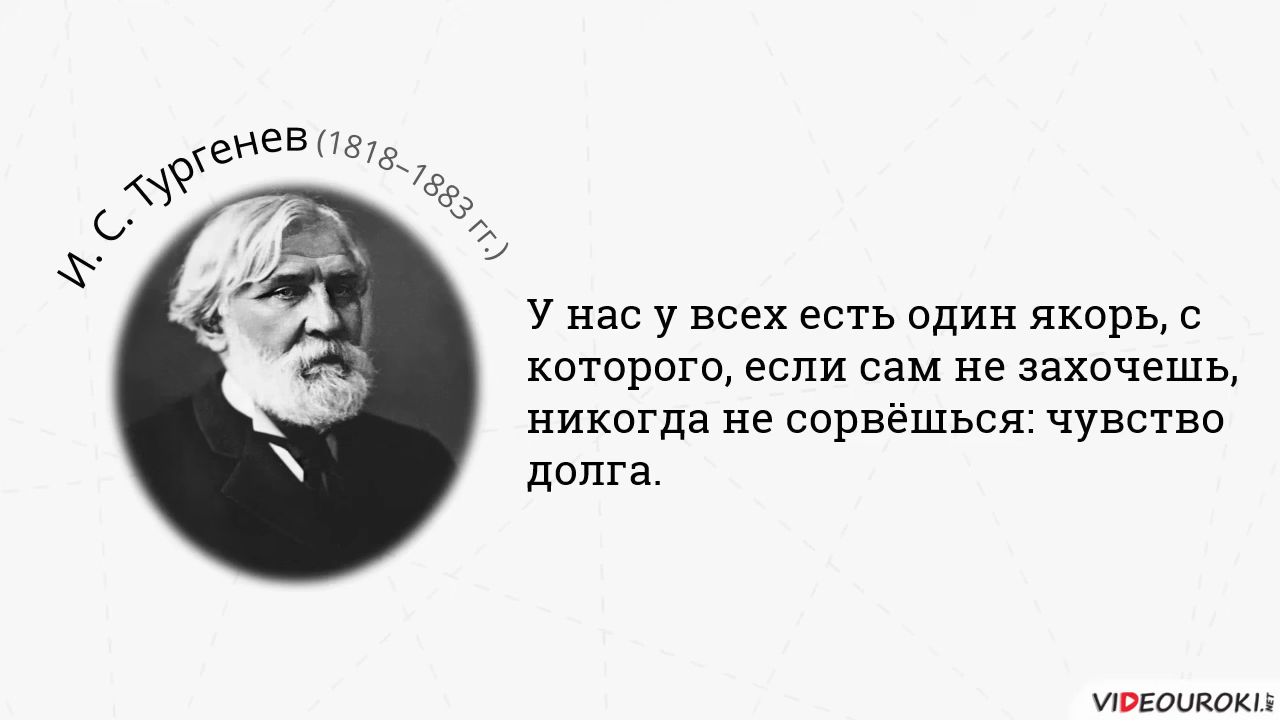 И. С. Тургенев (1818–1883 гг.)
У нас у всех есть один якорь, с
которого, если сам не захочешь,
никогда не сорвёшься: чувство
долга.
VIDEOUROKI.NET